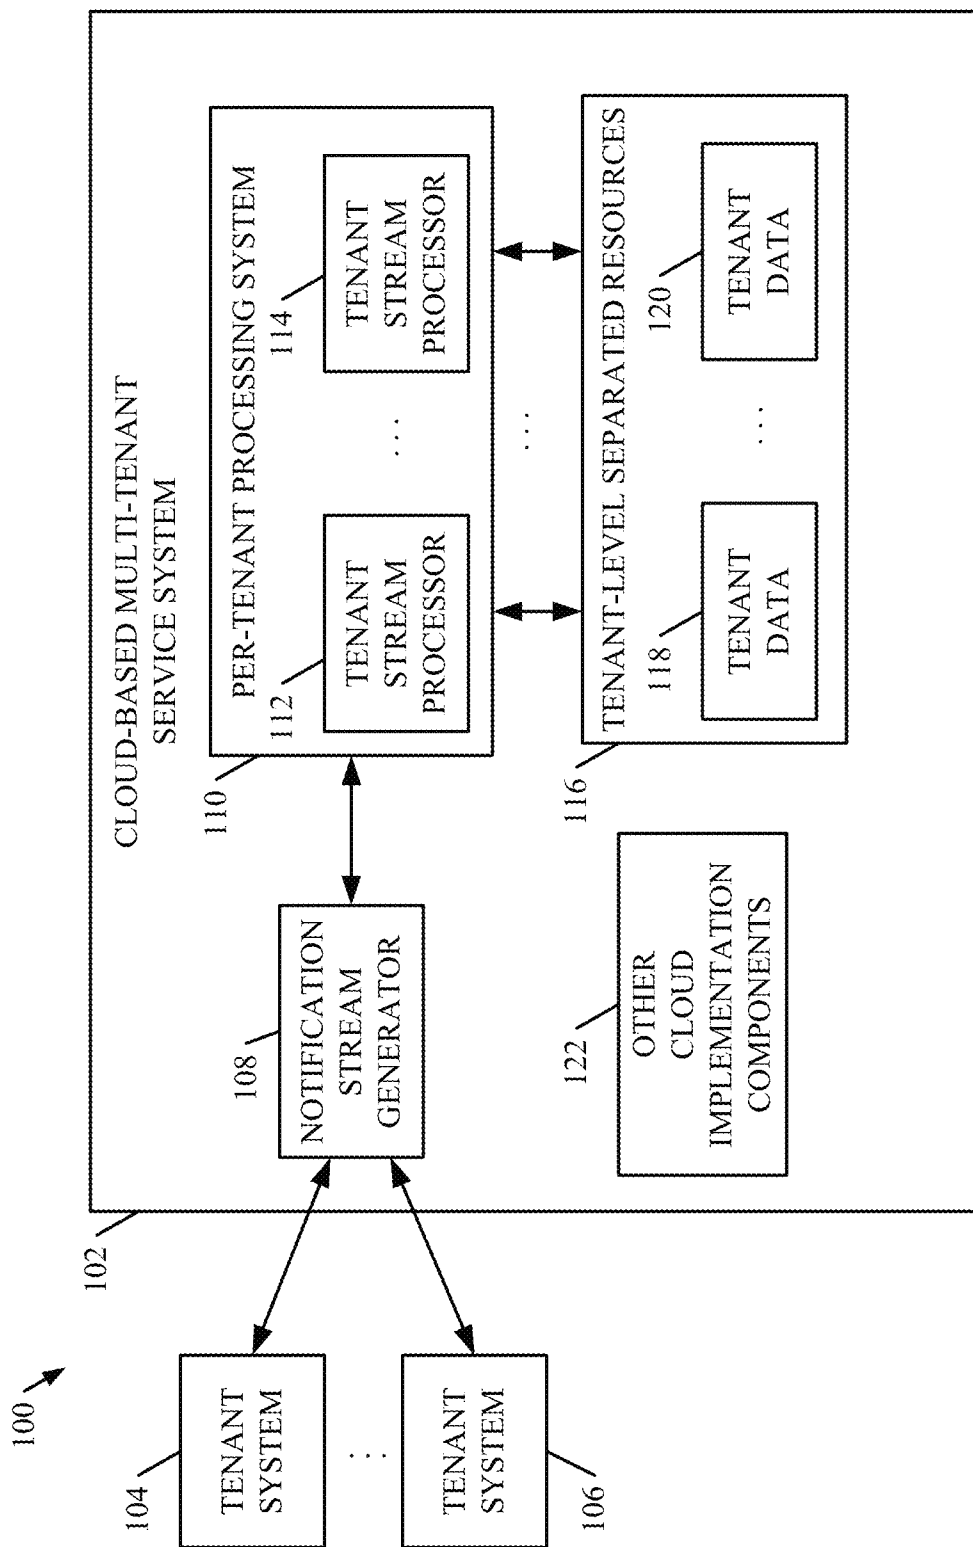 100
102
CLOUD-BASED MULTI-TENANT
SERVICE SYSTEM
104
TENANT
SYSTEM
...
TENANT
SYSTEM
106
108
NOTIFICATION
STREAM
GENERATOR
110
PER-TENANT PROCESSING SYSTEM
112
TENANT
STREAM
PROCESSOR
...
114
TENANT
STREAM
PROCESSOR
...
116
TENANT-LEVEL SEPARATED RESOURCES
118
TENANT
DATA
...
120
TENANT
DATA
122
OTHER
CLOUD
IMPLEMENTATION
COMPONENTS